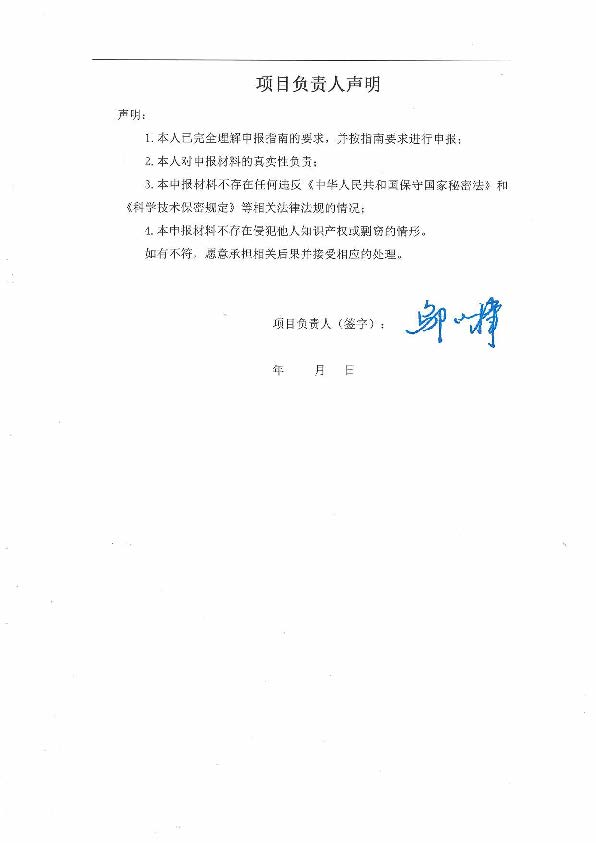 项目负责人声明
声明：
1.本人已完全理解申报指南的要求，并按指南要求进行申报；
2.本人对申报材料的真实性负责；
3.本申报材料不存在任何违反《中华人民共和国保守国家秘密法》和
《科学技术保密规定》等相关法律法规的情况；
4.本申报材料不存在侵犯他人知识产权或剽窃的情形。
如有不符，愿意承担相关后果并接受相应的处理。
项目负责人（签字）：
年 月 日